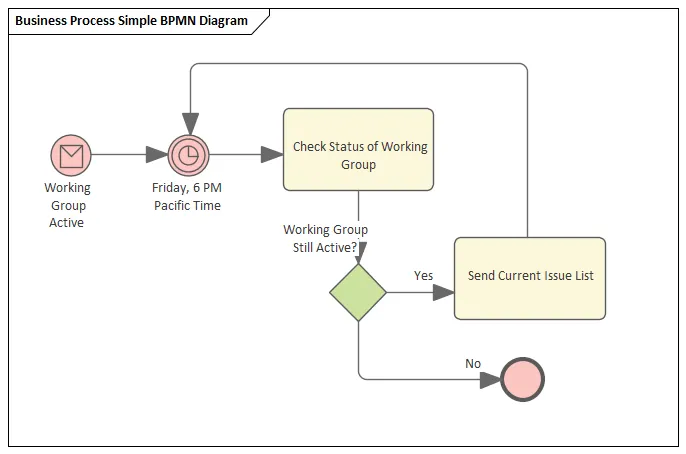 Business Process Simple BPMN Diagram
Working
Group
Active
Friday, 6 PM
Pacific Time
Check Status of Working
Group
Working Group
Still Active?
Yes
Send Current Issue List
No